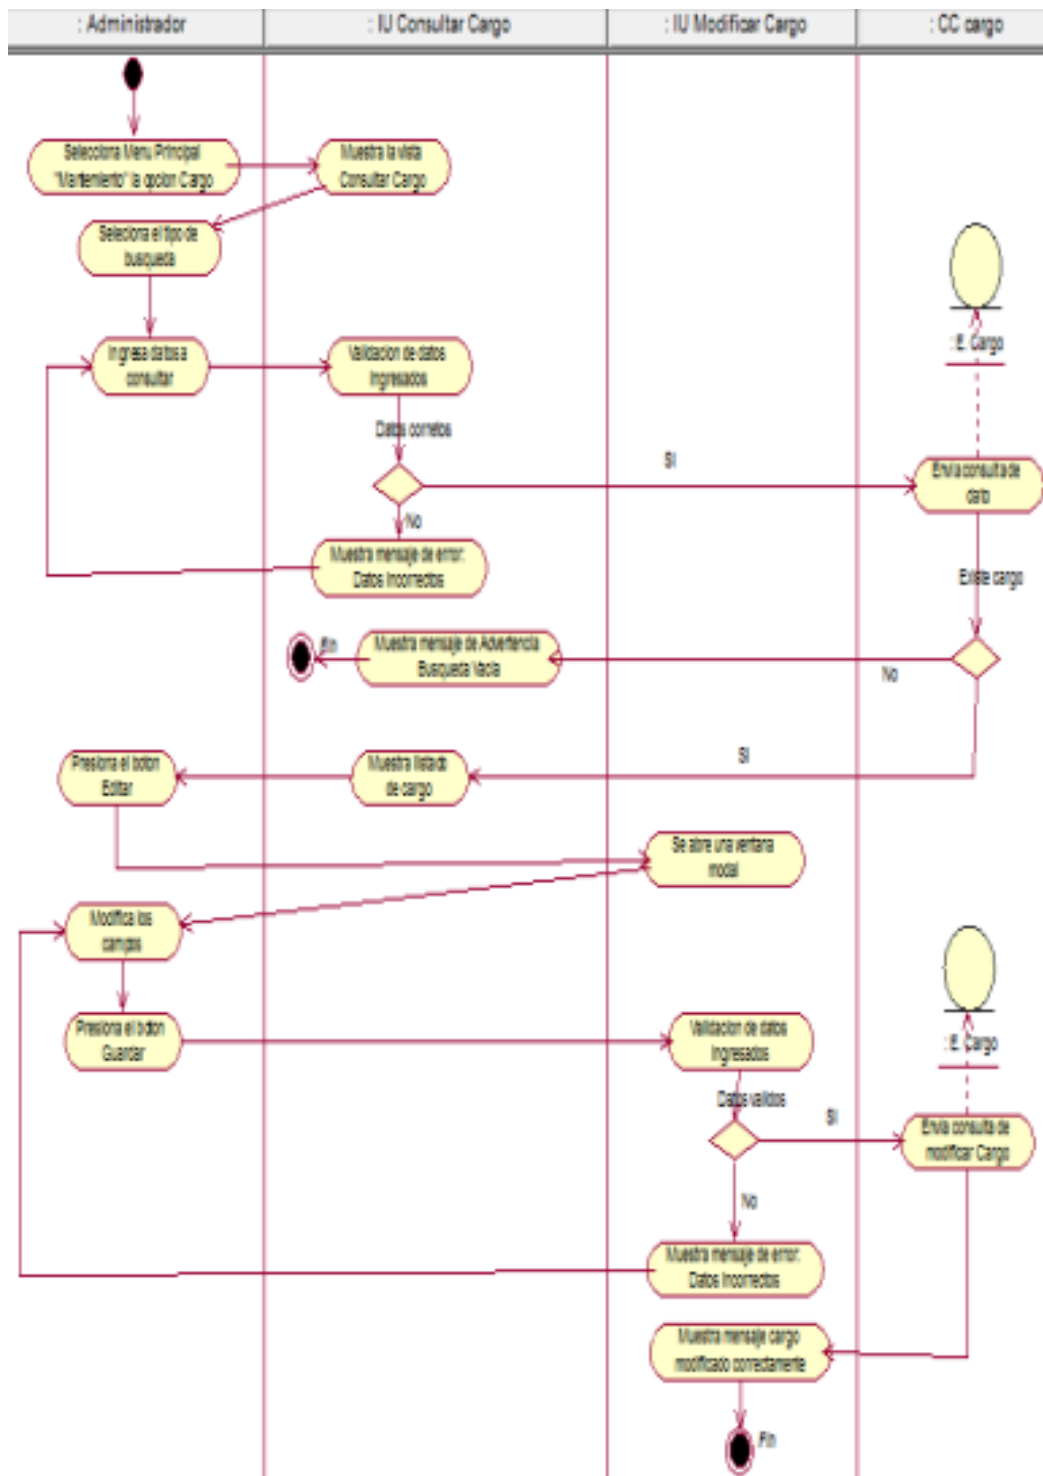 : Administrador
: IU Consultar Cargo
: IU Modificar Cargo
: CC cargo
Selecciona Menu Principal
"Mantemiento" la opcion Cargo
Muestra la vista
Consultar Cargo
Seleciona el tipo de
busqueda
Ingresa datos a
consultar
Validacion de datos
Ingresados
: E. Cargo
Datos corretos
SI
Envia consulta de
dato
No
Muestra mensaje de error:
Datos Incorrectos
Existe cargo
Fin
Muestra mensaje de Advertencia
Busqueda Vacia
No
SI
Presiona el boton
Editar
Muestra listado
de cargo
Se abre una ventana
modal
Modifica los
campos
Presiona el boton
Guardar
Validacion de datos
Ingresados
: E. Cargo
Datos validos
SI
Envia consulta de
modificar Cargo
No
Muestra mensaje de error:
Datos Incorrectos
Muestra mensaje cargo
modificado correctamente
Fin